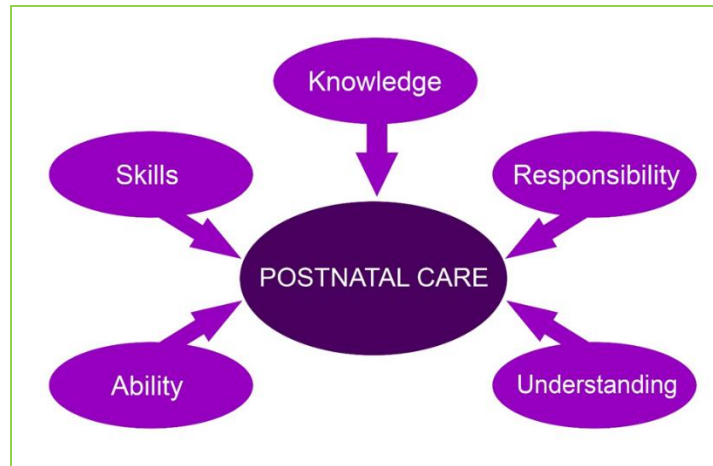 Knowledge
Skills
Responsibility
POSTNATAL CARE
Ability
Understanding